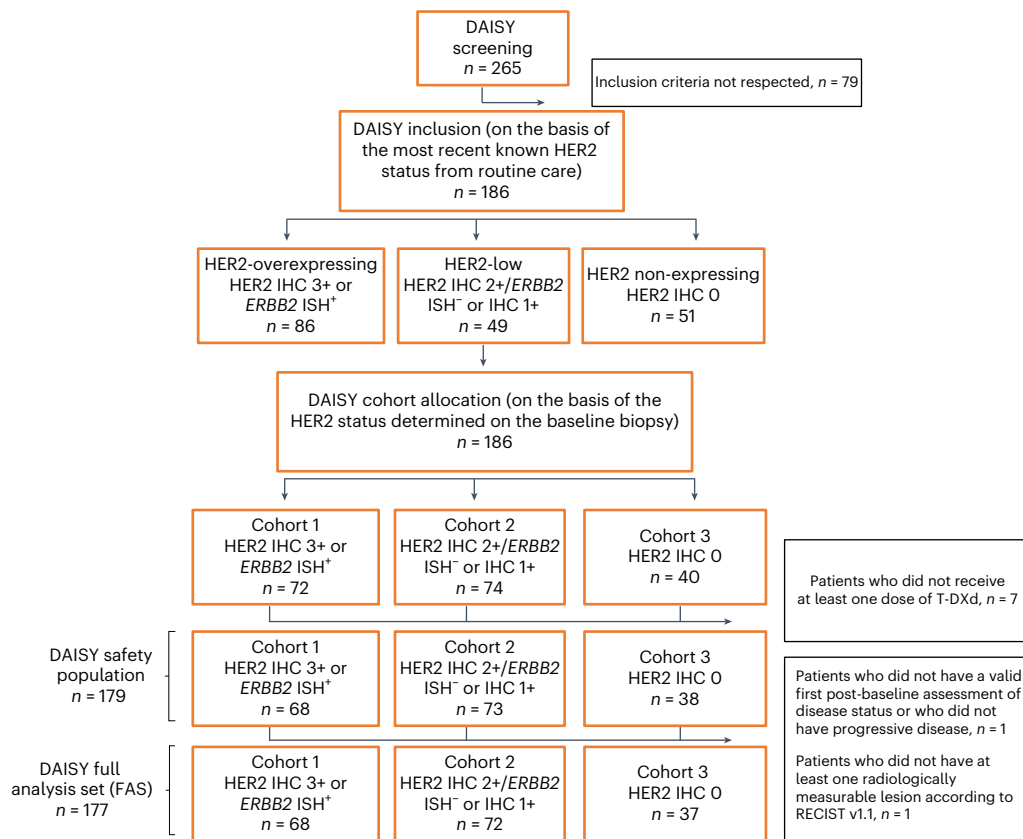 DAISY
screening
n = 265
Inclusion criteria not respected, n = 79
DAISY inclusion (on the basis of
the most recent known HER2
status from routine care)
n = 186
HER2-overexpressing
HER2 IHC 3+ or
ERBB2 ISH⁺
n = 86
HER2-low
HER2 IHC 2+/ERBB2
ISH⁻ or IHC 1+
n = 49
HER2 non-expressing
HER2 IHC 0
n = 51
DAISY cohort allocation (on the basis of the
HER2 status determined on the baseline biopsy)
n = 186
Cohort 1
HER2 IHC 3+ or
ERBB2 ISH⁺
n = 72
Cohort 2
HER2 IHC 2+/ERBB2
ISH⁻ or IHC 1+
n = 74
Cohort 3
HER2 IHC 0
n = 40
Patients who did not receive
at least one dose of T-DXd, n = 7
DAISY safety
population
n = 179
Cohort 1
HER2 IHC 3+ or
ERBB2 ISH⁺
n = 68
Cohort 2
HER2 IHC 2+/ERBB2
ISH⁻ or IHC 1+
n = 73
Cohort 3
HER2 IHC 0
n = 38
Patients who did not have a valid
first post-baseline assessment of
disease status or who did not
have progressive disease, n = 1
Patients who did not have at
least one radiologically
measurable lesion according to
RECIST v1.1, n = 1
DAISY full
analysis set (FAS)
n = 177
Cohort 1
HER2 IHC 3+ or
ERBB2 ISH⁺
n = 68
Cohort 2
HER2 IHC 2+/ERBB2
ISH⁻ or IHC 1+
n = 72
Cohort 3
HER2 IHC 0
n = 37